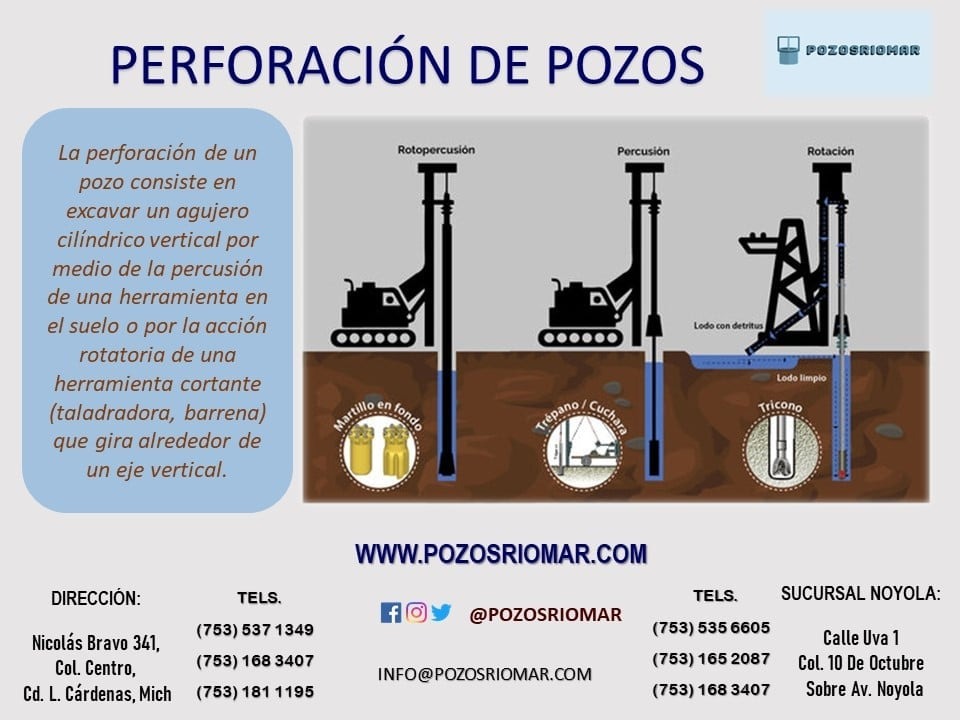 PERFORACIÓN DE POZOS
POZOSRIOMAR
La perforación de un
pozo consiste en
excavar un agujero
cilíndrico vertical por
medio de la percusión
de una herramienta en
el suelo o por la acción
rotatoria de una
herramienta cortante
(taladradora, barrena)
que gira alrededor de
un eje vertical.
Rotopercusión
Percusión
Rotación
Lodo con detritus
Lodo limpio
Martillo en fondo
Trépano / Cuchara
Tricono
WWW.POZOSRIOMAR.COM
DIRECCIÓN:
Nicolás Bravo 341,
Col. Centro,
Cd. L. Cárdenas, Mich
TELS.
(753) 537 1349
(753) 168 3407
(753) 181 1195
@POZOSRIOMAR
INFO@POZOSRIOMAR.COM
TELS.
(753) 535 6605
(753) 165 2087
(753) 168 3407
SUCURSAL NOYOLA:
Calle Uva 1
Col. 10 De Octubre
Sobre Av. Noyola